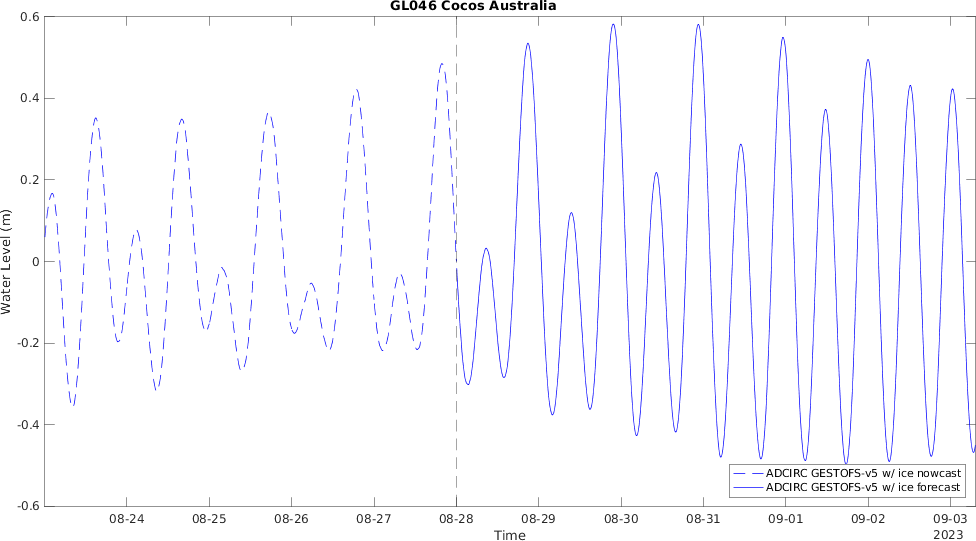 GL046 Cocos Australia
Water Level (m)
0.6
0.4
0.2
0
-0.2
-0.4
-0.6
ADCIRC GESTOFS-v5 w/ ice nowcast
ADCIRC GESTOFS-v5 w/ ice forecast
08-24 08-25 08-26 08-27 08-28 08-29 08-30 08-31 09-01 09-02 09-03
Time
2023